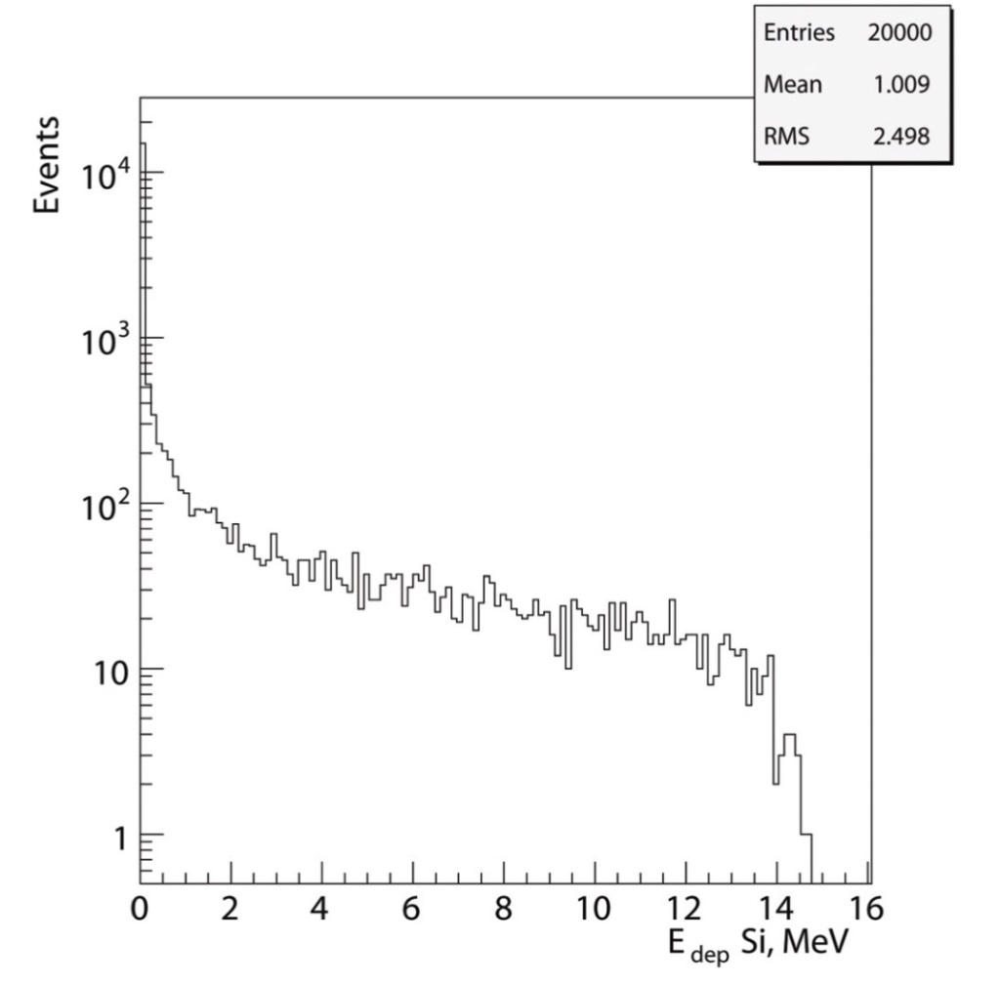 Entries 20000
Mean 1.009
RMS 2.498
Events
10⁴
10³
10²
10
1
0 2 4 6 8 10 12 14 16
E dep Si, MeV